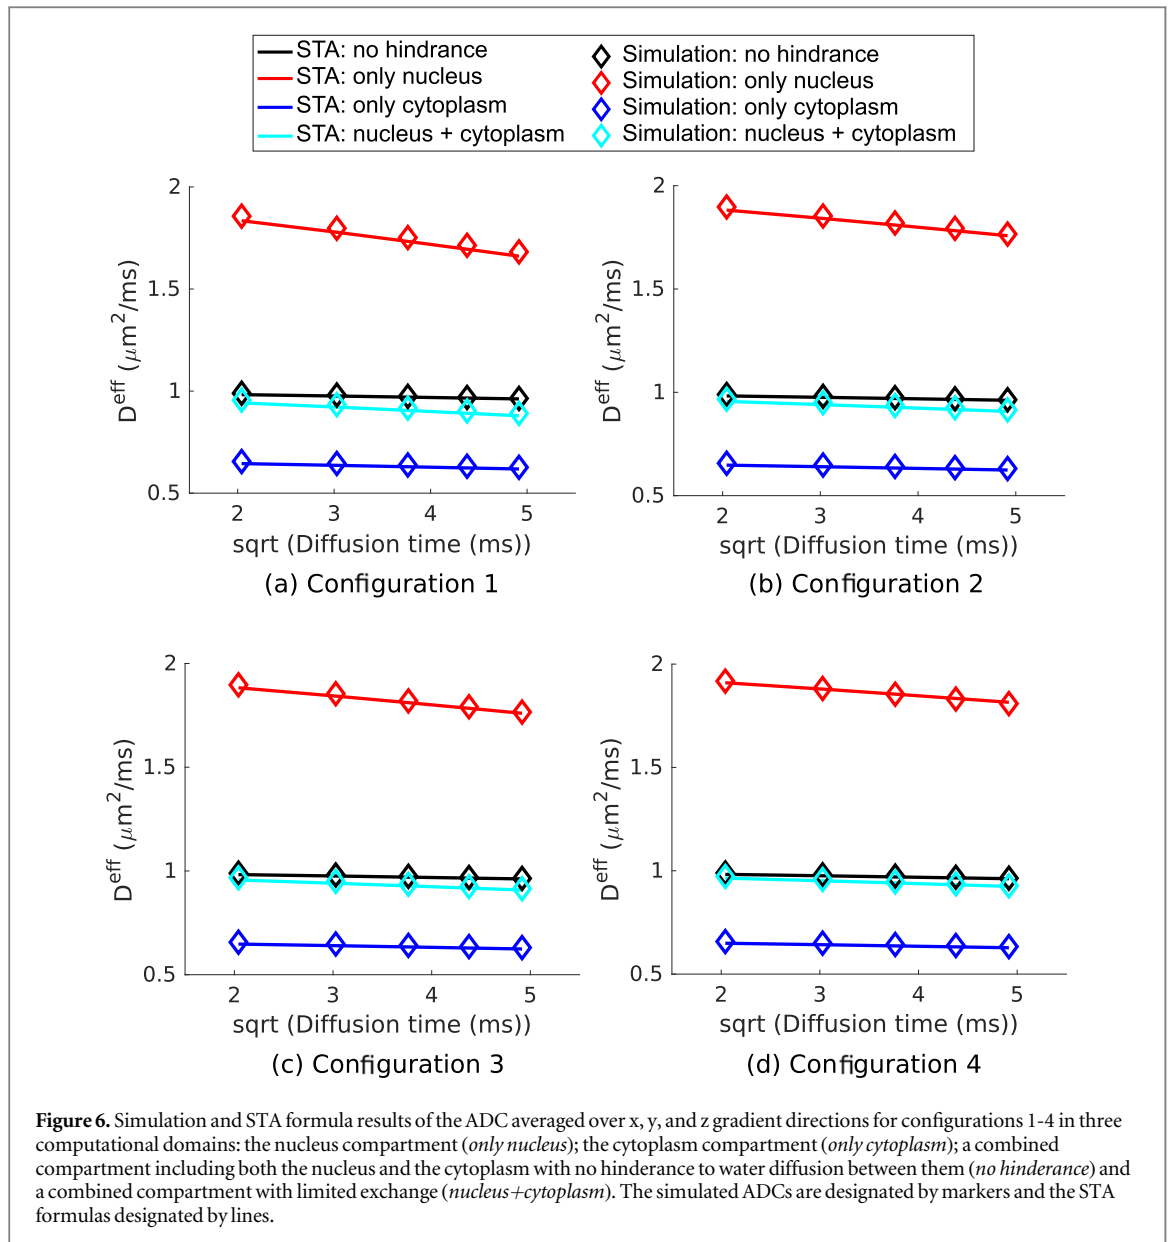 STA: no hindrance
STA: only nucleus
STA: only cytoplasm
STA: nucleus + cytoplasm
Simulation: no hindrance
Simulation: only nucleus
Simulation: only cytoplasm
Simulation: nucleus + cytoplasm
2
1.5
1
0.5
D^eff (μm²/ms)
2 3 4 5
sqrt (Diffusion time (ms))
(a) Configuration 1
2
1.5
1
0.5
D^eff (μm²/ms)
2 3 4 5
sqrt (Diffusion time (ms))
(b) Configuration 2
2
1.5
1
0.5
D^eff (μm²/ms)
2 3 4 5
sqrt (Diffusion time (ms))
(c) Configuration 3
2
1.5
1
0.5
D^eff (μm²/ms)
2 3 4 5
sqrt (Diffusion time (ms))
(d) Configuration 4
Figure 6. Simulation and STA formula results of the ADC averaged over x, y, and z gradient directions for configurations 1-4 in three
computational domains: the nucleus compartment (only nucleus); the cytoplasm compartment (only cytoplasm); a combined
compartment including both the nucleus and the cytoplasm with no hinderance to water diffusion between them (no hinderance) and
a combined compartment with limited exchange (nucleus+cytoplasm). The simulated ADCs are designated by markers and the STA
formulas designated by lines.